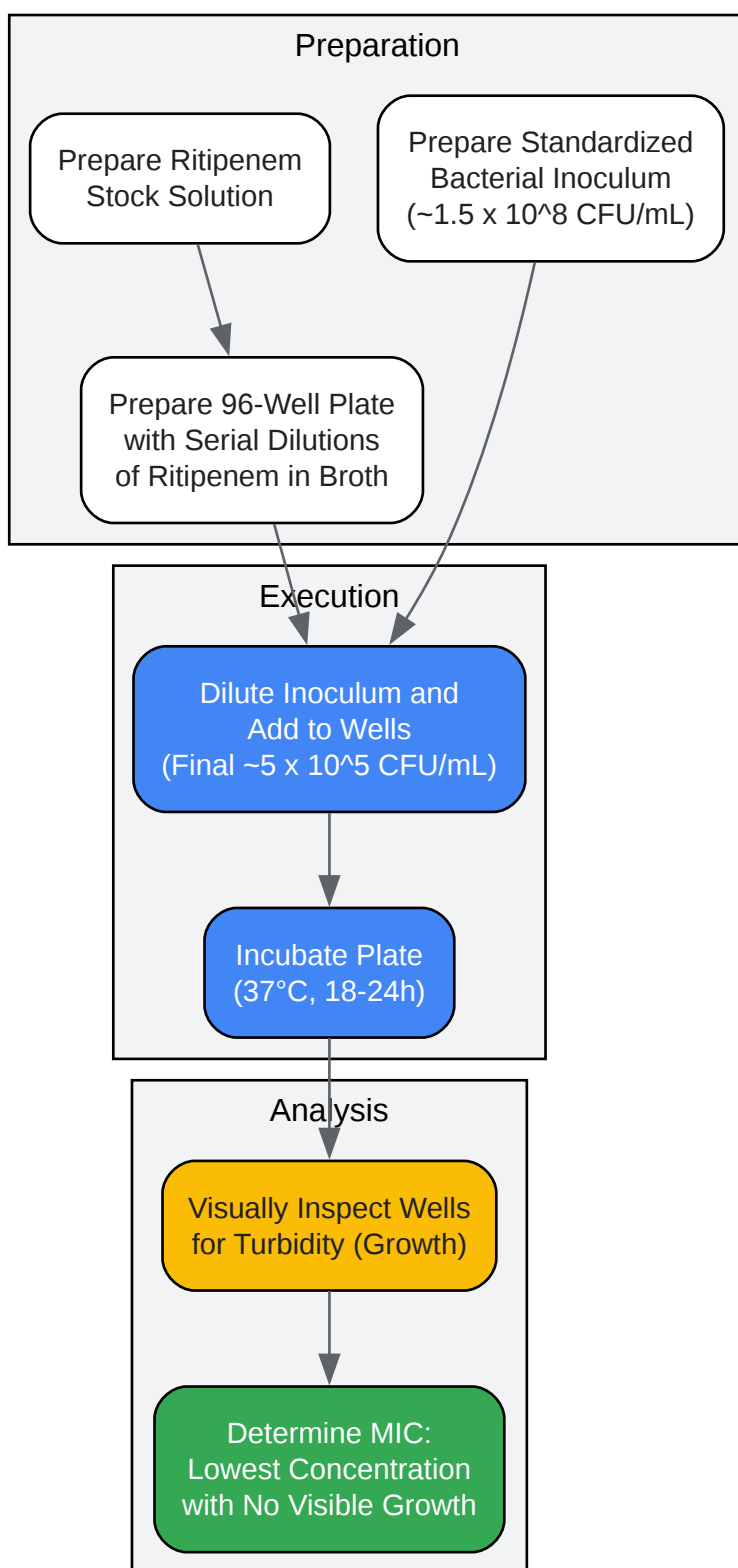 Preparation
Prepare Ritipenem
Stock Solution
Prepare Standardized
Bacterial Inoculum
(~1.5 x 10^8 CFU/mL)
Prepare 96-Well Plate
with Serial Dilutions
of Ritipenem in Broth
Execution
Dilute Inoculum and
Add to Wells
(Final ~5 x 10^5 CFU/mL)
Incubate Plate
(37°C, 18-24h)
Analysis
Visually Inspect Wells
for Turbidity (Growth)
Determine MIC:
Lowest Concentration
with No Visible Growth